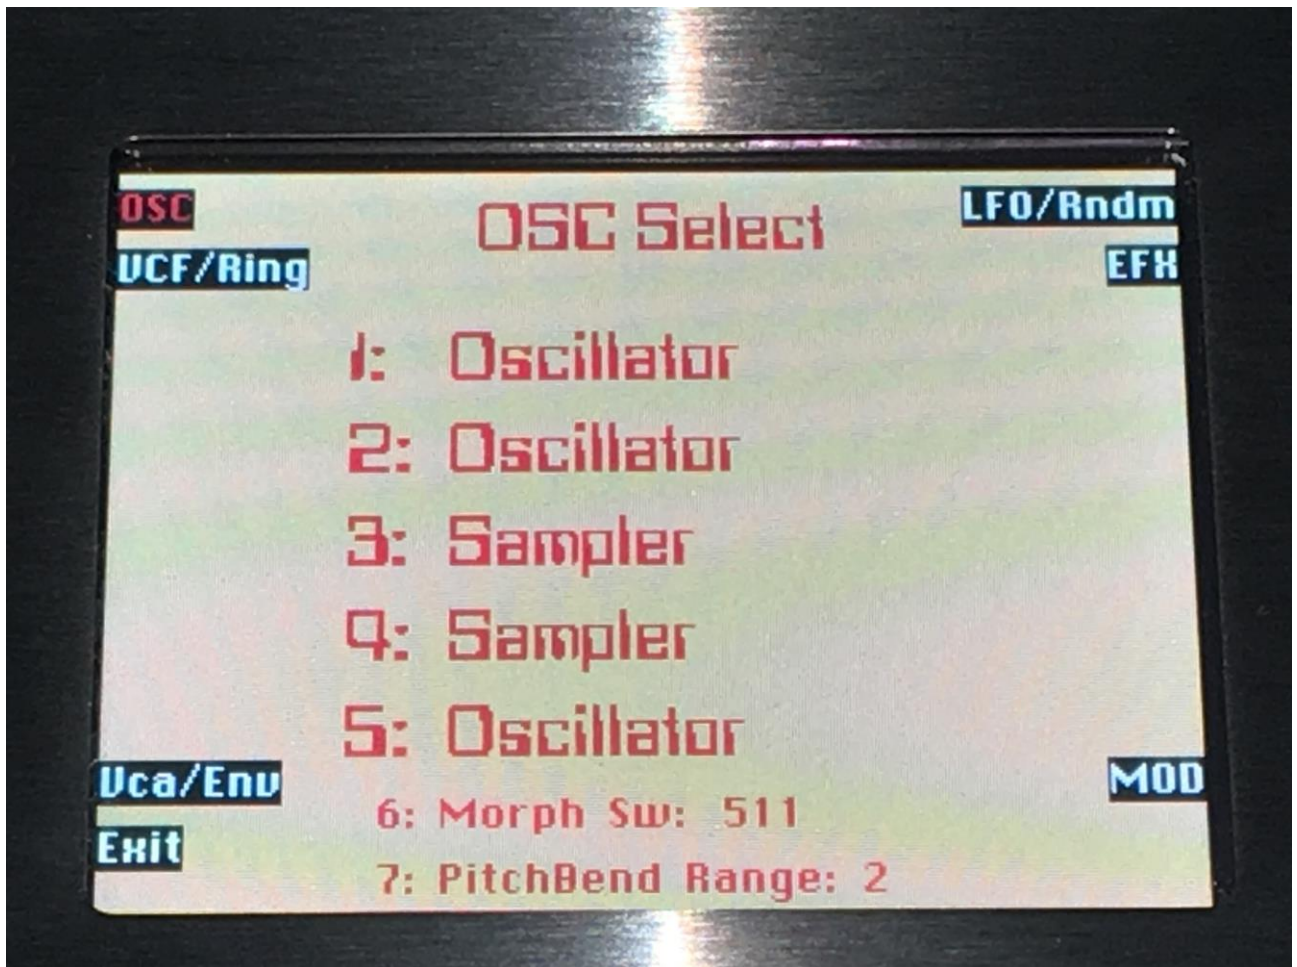 OSC
OSC Select
LFO/Rndm
VCF/Ring
EFX
1: Oscillator
2: Oscillator
3: Sampler
4: Sampler
5: Oscillator
Vca/Env
MOD
6: Morph Sw: 511
Exit
7: PitchBend Range: 2